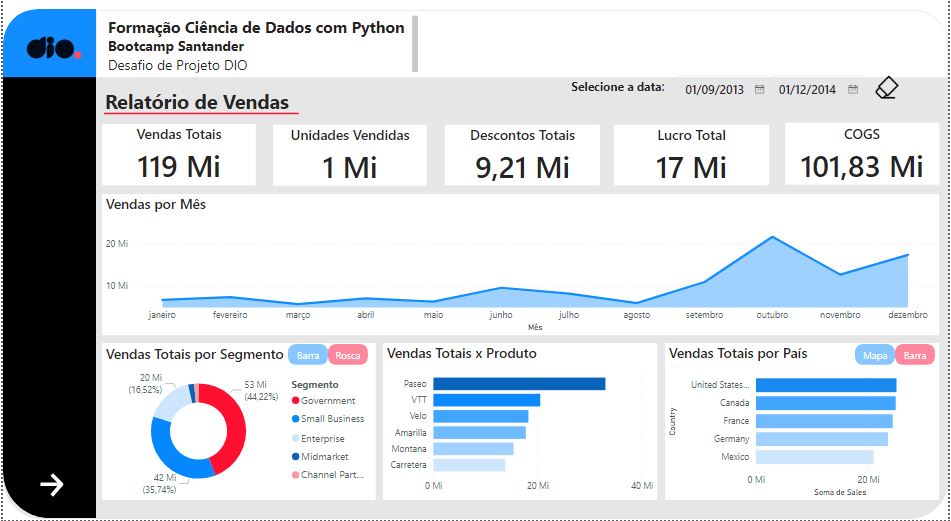 dio.
Formação Ciência de Dados com Python
Bootcamp Santander
Desafio de Projeto DIO
Selecione a data: 01/09/2013 01/12/2014
Relatório de Vendas
Vendas Totais
119 Mi
Unidades Vendidas
1 Mi
Descontos Totais
9,21 Mi
Lucro Total
17 Mi
COGS
101,83 Mi
Vendas por Mês
20 Mi
10 Mi
janeiro fevereiro março abril maio junho julho agosto setembro outubro novembro dezembro
Mês
Vendas Totais por Segmento Barra Rosca
20 Mi
(16,52%)
53 Mi
(44,22%)
42 Mi
(35,74%)
Segmento
Government
Small Business
Enterprise
Midmarket
Channel Part...
Vendas Totais x Produto
Paseo
VTT
Velo
Amarilla
Montana
Carretera
0 Mi 20 Mi 40 Mi
Vendas Totais por País Mapa Barra
Country
United States...
Canada
France
Germany
Mexico
0 Mi 20 Mi
Soma de Sales